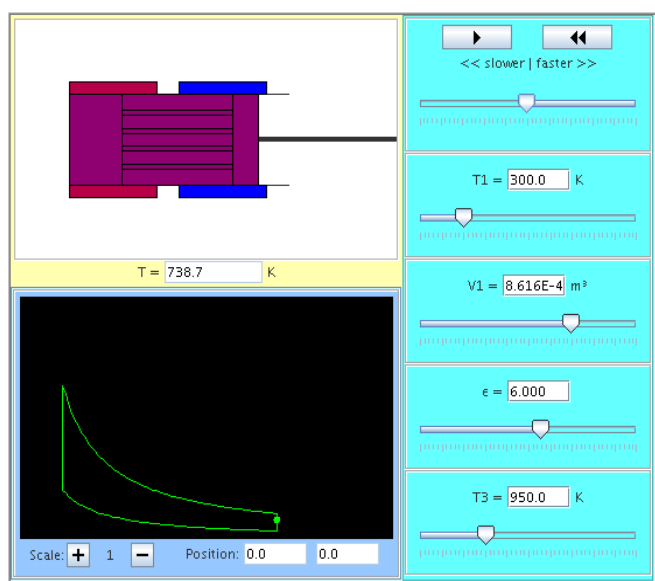 << slower | faster >>
T1 = 300.0 K
T = 738.7 K
V1 = 8.616E-4 m³
ϵ = 6.000
T3 = 950.0 K
Scale: + 1 − Position: 0.0 0.0